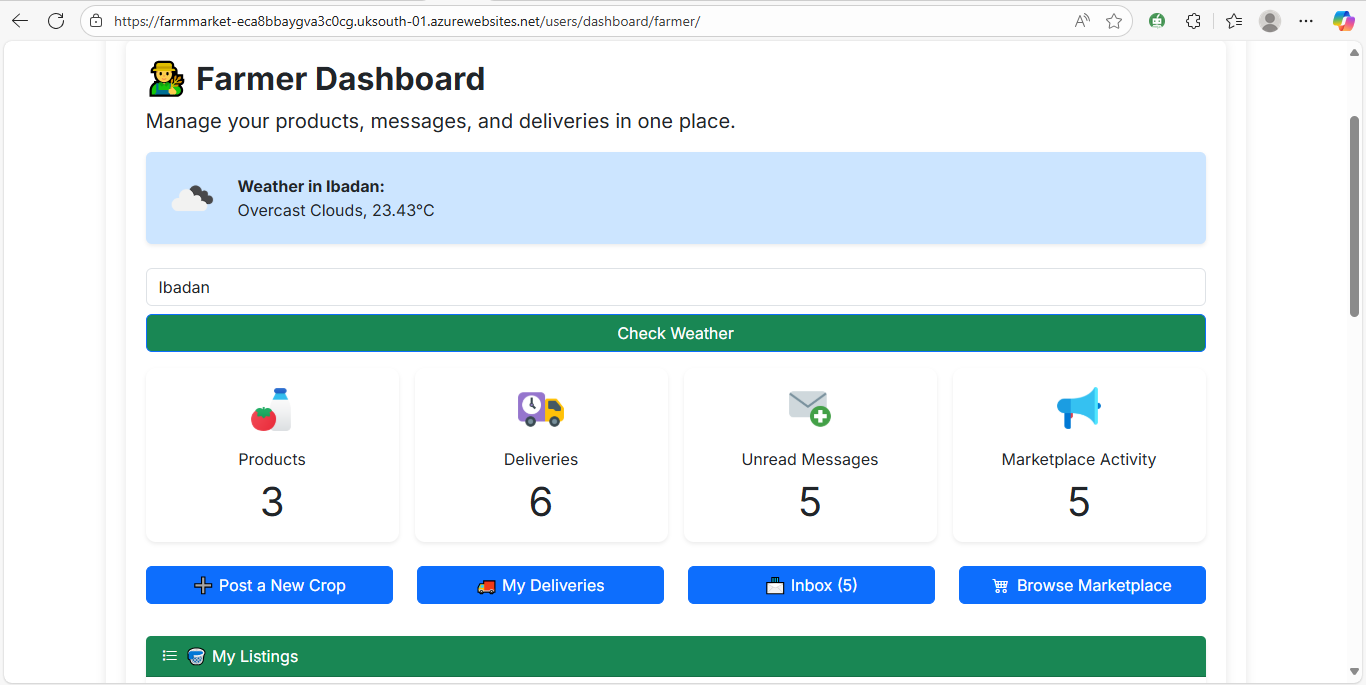 https://farmmarket-eca8bbaygva3c0cg.uksouth-01.azurewebsites.net/users/dashboard/farmer/
Farmer Dashboard
Manage your products, messages, and deliveries in one place.
Weather in Ibadan:
Overcast Clouds, 23.43°C
Ibadan
Check Weather
Products
3
Deliveries
6
Unread Messages
5
Marketplace Activity
5
Post a New Crop
My Deliveries
Inbox (5)
Browse Marketplace
My Listings